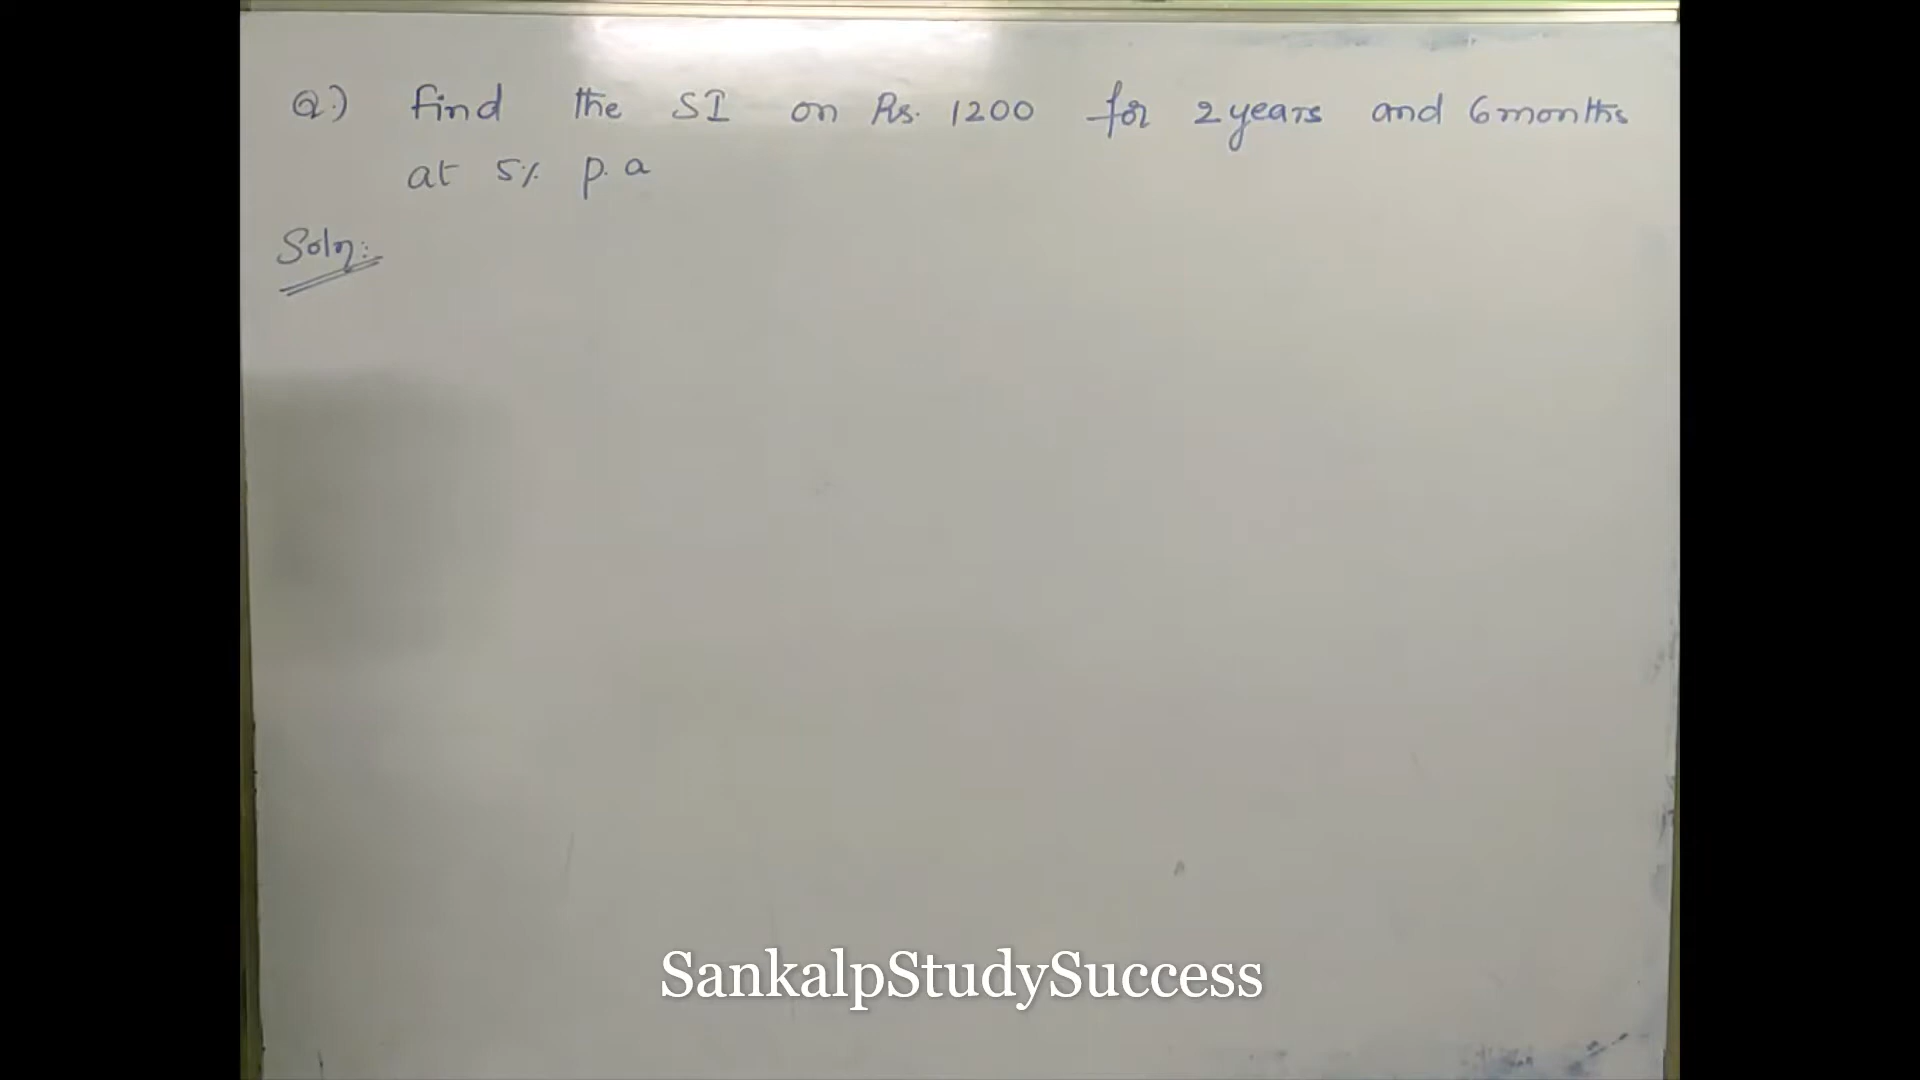 Q.) find the SI on Rs. 1200 for 2 years and 6 months
at 5% p.a
Soln:
SankalpStudySuccess